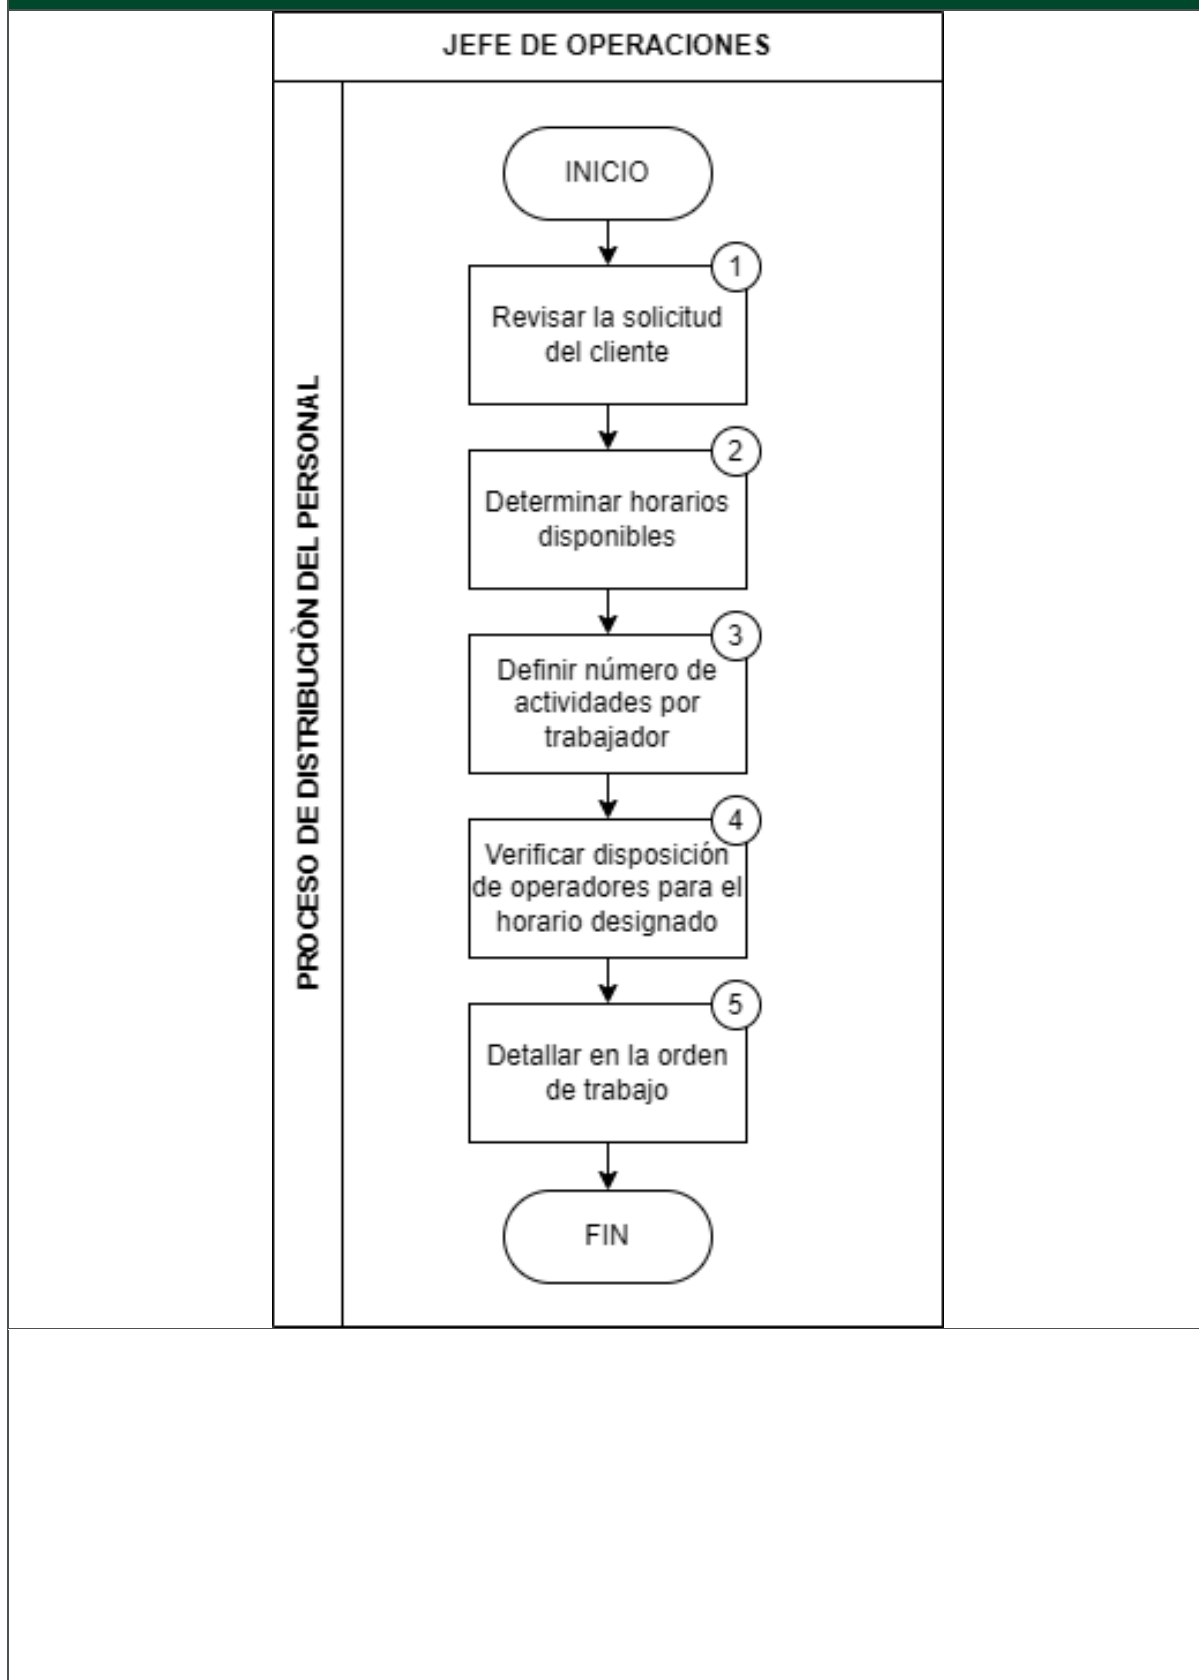 JEFE DE OPERACIONES
PROCESO DE DISTRIBUCIÒN DEL PERSONAL
INICIO
1
Revisar la solicitud
del cliente
2
Determinar horarios
disponibles
3
Definir número de
actividades por
trabajador
4
Verificar disposición
de operadores para el
horario designado
5
Detallar en la orden
de trabajo
FIN